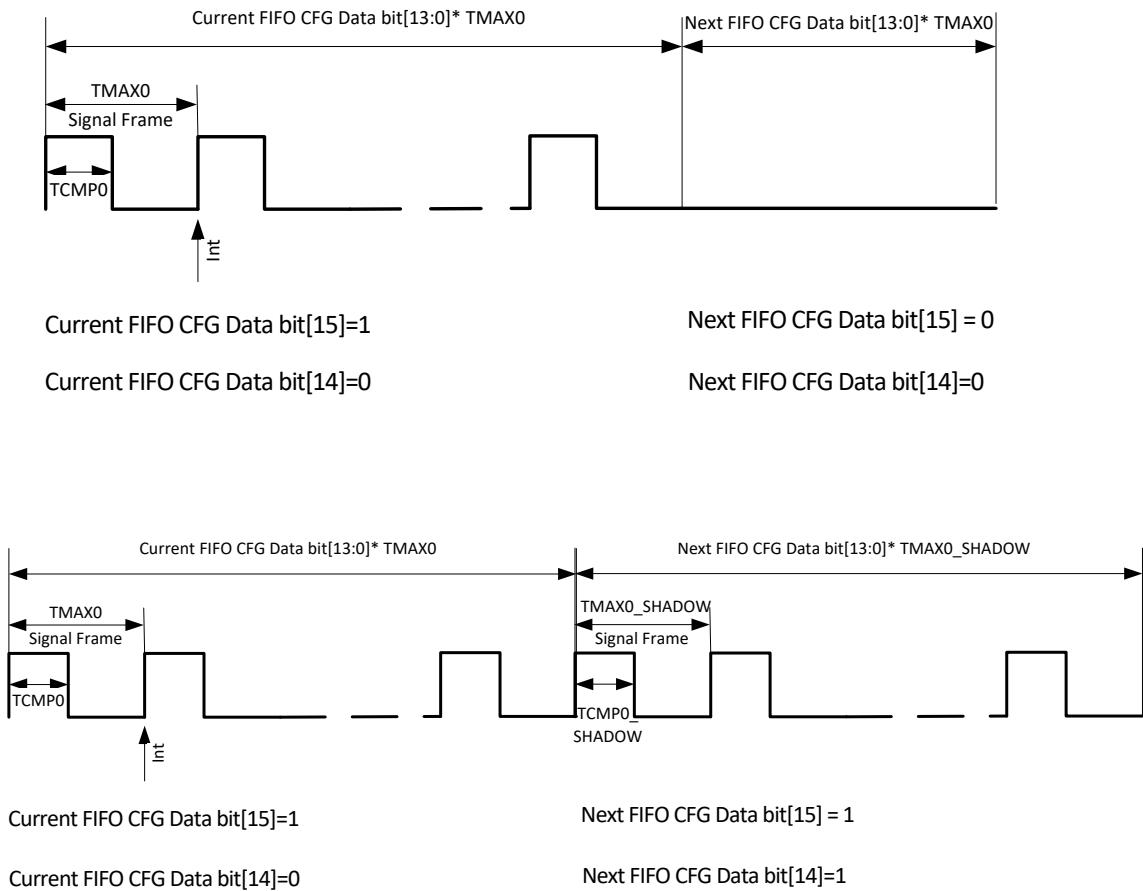 Current FIFO CFG Data bit[13:0]* TMAX0
Next FIFO CFG Data bit[13:0]* TMAX0
TMAX0
Signal Frame
TCMP0
Int
Current FIFO CFG Data bit[15]=1
Next FIFO CFG Data bit[15] = 0
Current FIFO CFG Data bit[14]=0
Next FIFO CFG Data bit[14]=0
Current FIFO CFG Data bit[13:0]* TMAX0
Next FIFO CFG Data bit[13:0]* TMAX0_SHADOW
TMAX0
Signal Frame
TMAX0_SHADOW
Signal Frame
TCMP0
TCMP0_
SHADOW
Int
Current FIFO CFG Data bit[15]=1
Next FIFO CFG Data bit[15] = 1
Current FIFO CFG Data bit[14]=0
Next FIFO CFG Data bit[14]=1